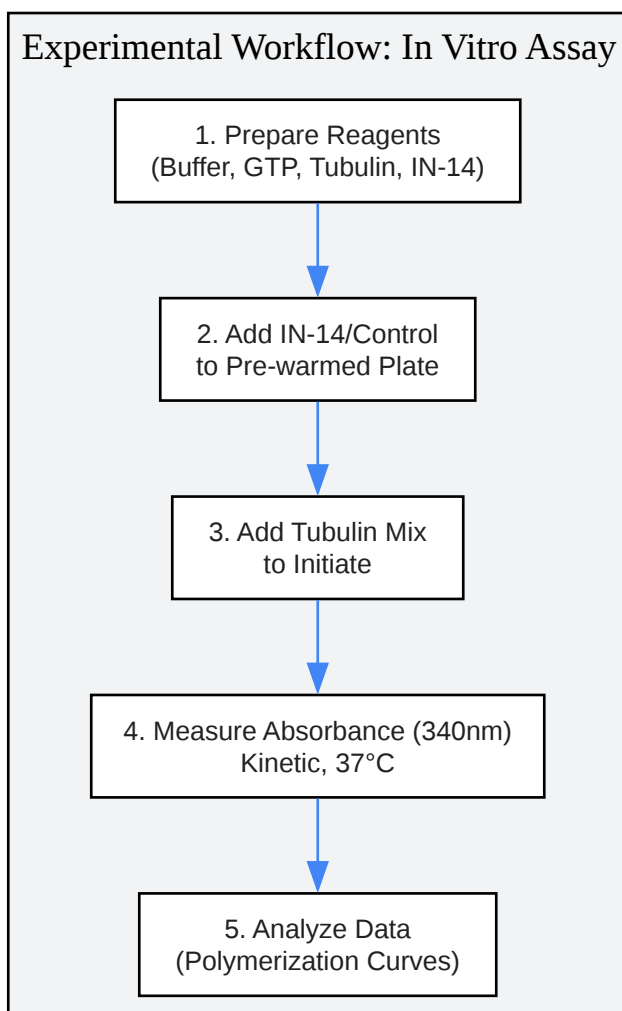 Experimental Workflow: In Vitro Assay
1. Prepare Reagents
(Buffer, GTP, Tubulin, IN-14)
2. Add IN-14/Control
to Pre-warmed Plate
3. Add Tubulin Mix
to Initiate
4. Measure Absorbance (340nm)
Kinetic, 37°C
5. Analyze Data
(Polymerization Curves)